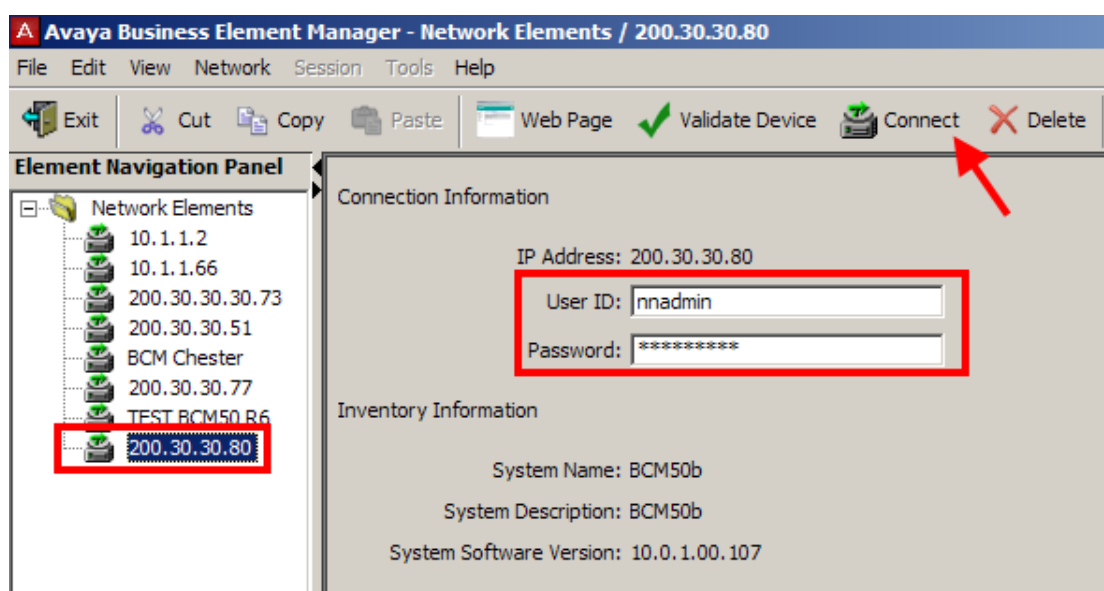 A Avaya Business Element Manager - Network Elements / 200.30.30.80
File Edit View Network Session Tools Help
Exit Cut Copy Paste Web Page Validate Device Connect Delete
Element Navigation Panel
Network Elements
10.1.1.2
10.1.1.66
200.30.30.30.73
200.30.30.51
BCM Chester
200.30.30.77
TEST BCM50 R6
200.30.30.80
Connection Information
IP Address: 200.30.30.80
User ID: nnadmin
Password: *********
Inventory Information
System Name: BCM50b
System Description: BCM50b
System Software Version: 10.0.1.00.107